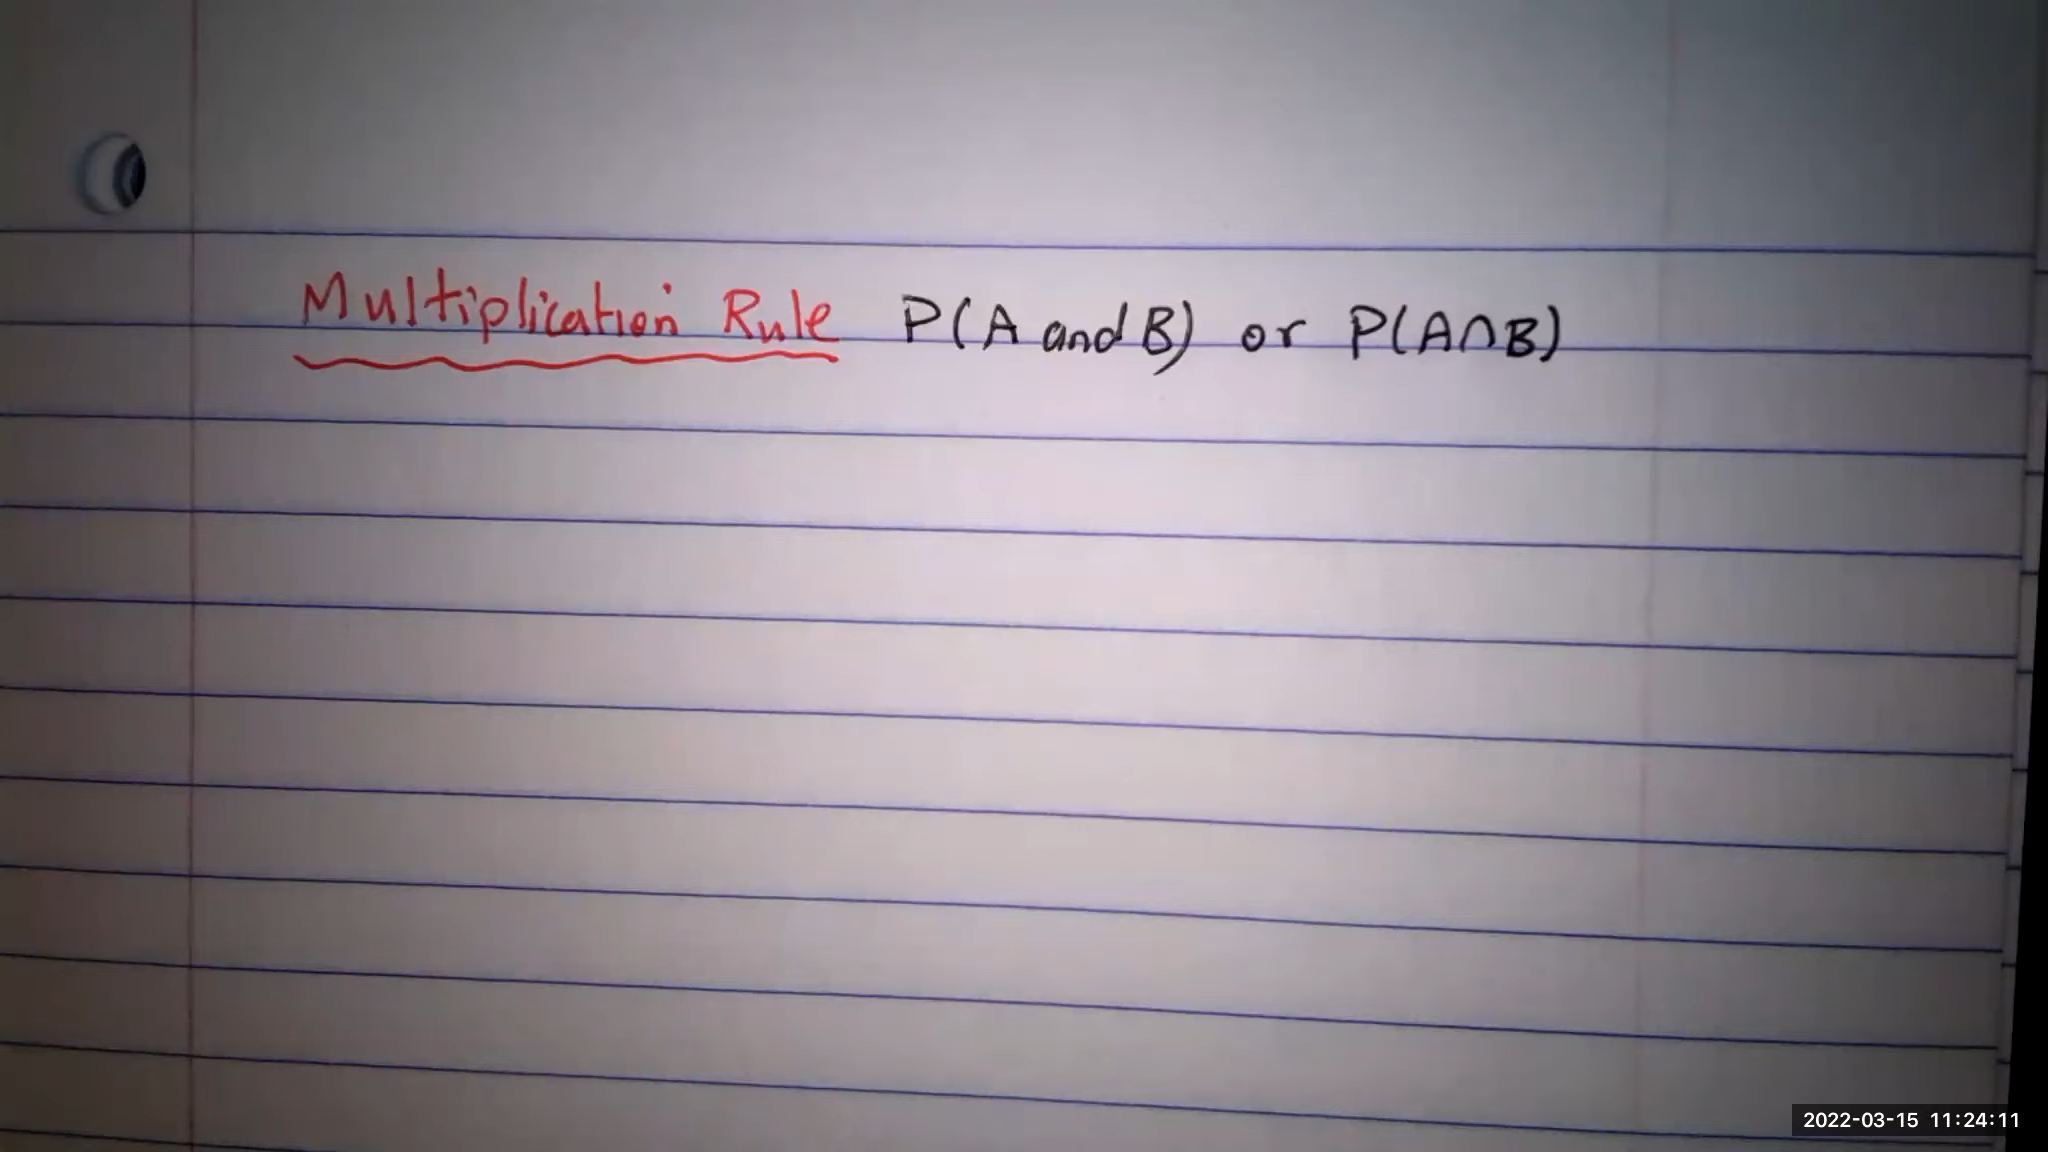 Multiplication Rule P(A and B) or P(A∩B)
2022-03-15 11:24:11